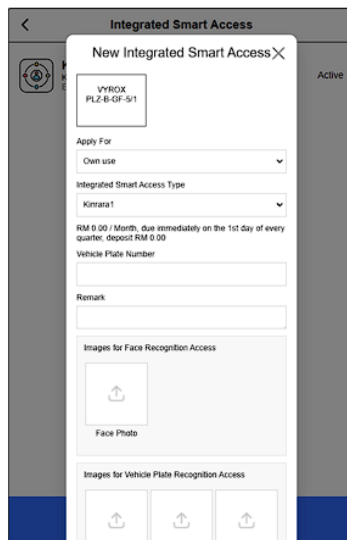 Integrated Smart Access
New Integrated Smart Access
Active
VYROX
PLZ-B-GF-5/1
Apply For
Own use
Integrated Smart Access Type
Kinrara1
RM 0.00 / Month, due immediately on the 1st day of every
quarter, deposit RM 0.00
Vehicle Plate Number
Remark
Images for Face Recognition Access
Face Photo
Images for Vehicle Plate Recognition Access